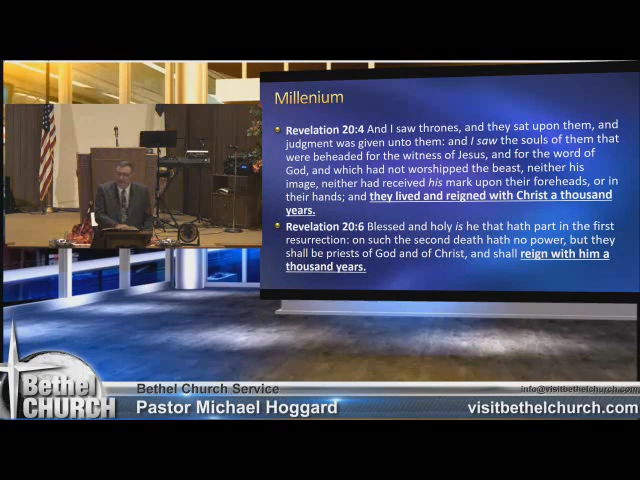 Millenium
Revelation 20:4 And I saw thrones, and they sat upon them, and
judgment was given unto them: and I saw the souls of them that
were beheaded for the witness of Jesus, and for the word of
God, and which had not worshipped the beast, neither his
image, neither had received his mark upon their foreheads, or in
their hands; and they lived and reigned with Christ a thousand
years.
Revelation 20:6 Blessed and holy is he that hath part in the first
resurrection: on such the second death hath no power, but they
shall be priests of God and of Christ, and shall reign with him a
thousand years.
Bethel
CHURCH
Bethel Church Service
info@visitbethelchurch.com
Pastor Michael Hoggard
visitbethelchurch.com